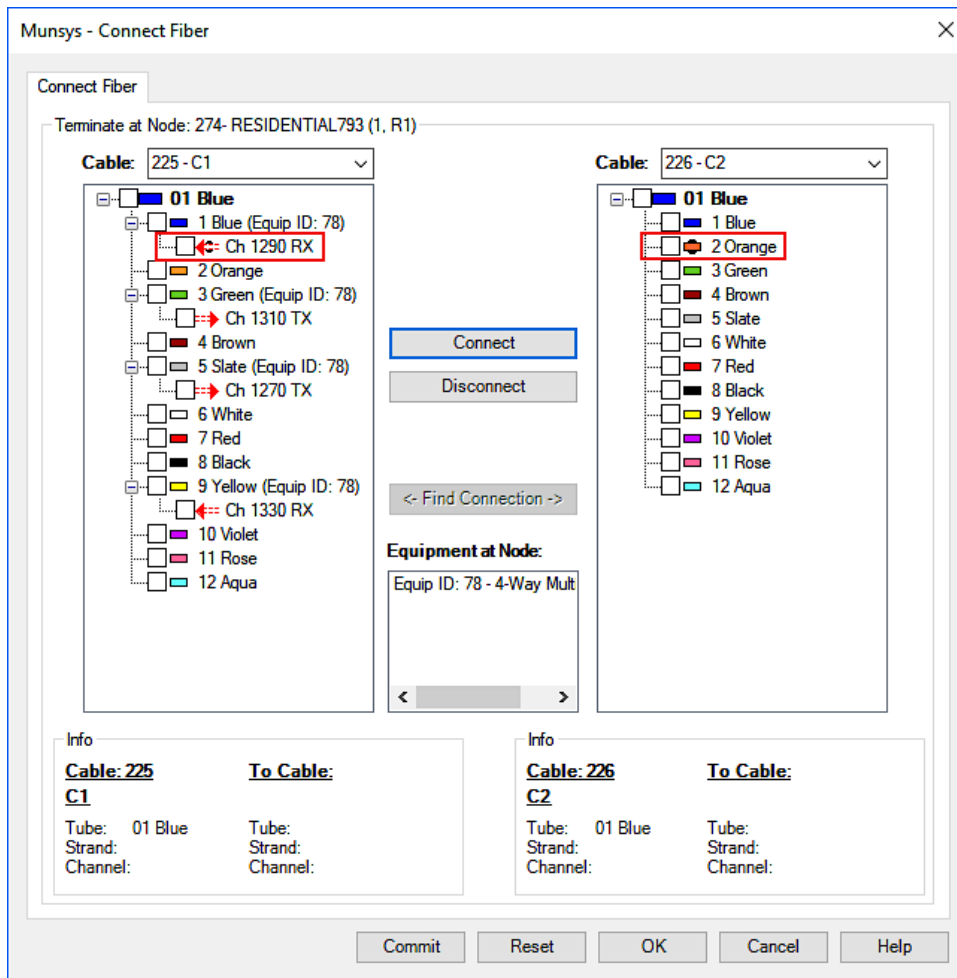 Munsys - Connect Fiber
Connect Fiber
Terminate at Node: 274- RESIDENTIAL793 (1, R1)
Cable: 225 - C1
01 Blue
1 Blue (Equip ID: 78)
Ch 1290 RX
2 Orange
3 Green (Equip ID: 78)
Ch 1310 TX
4 Brown
5 Slate (Equip ID: 78)
Ch 1270 TX
6 White
7 Red
8 Black
9 Yellow (Equip ID: 78)
Ch 1330 RX
10 Violet
11 Rose
12 Aqua
Connect
Disconnect
<- Find Connection ->
Equipment at Node:
Equip ID: 78 - 4-Way Mult
Cable: 226 - C2
01 Blue
1 Blue
2 Orange
3 Green
4 Brown
5 Slate
6 White
7 Red
8 Black
9 Yellow
10 Violet
11 Rose
12 Aqua
Info
Cable: 225 To Cable:
C1
Tube: 01 Blue Tube:
Strand: Strand:
Channel: Channel:
Info
Cable: 226 To Cable:
C2
Tube: 01 Blue Tube:
Strand: Strand:
Channel: Channel:
Commit Reset OK Cancel Help